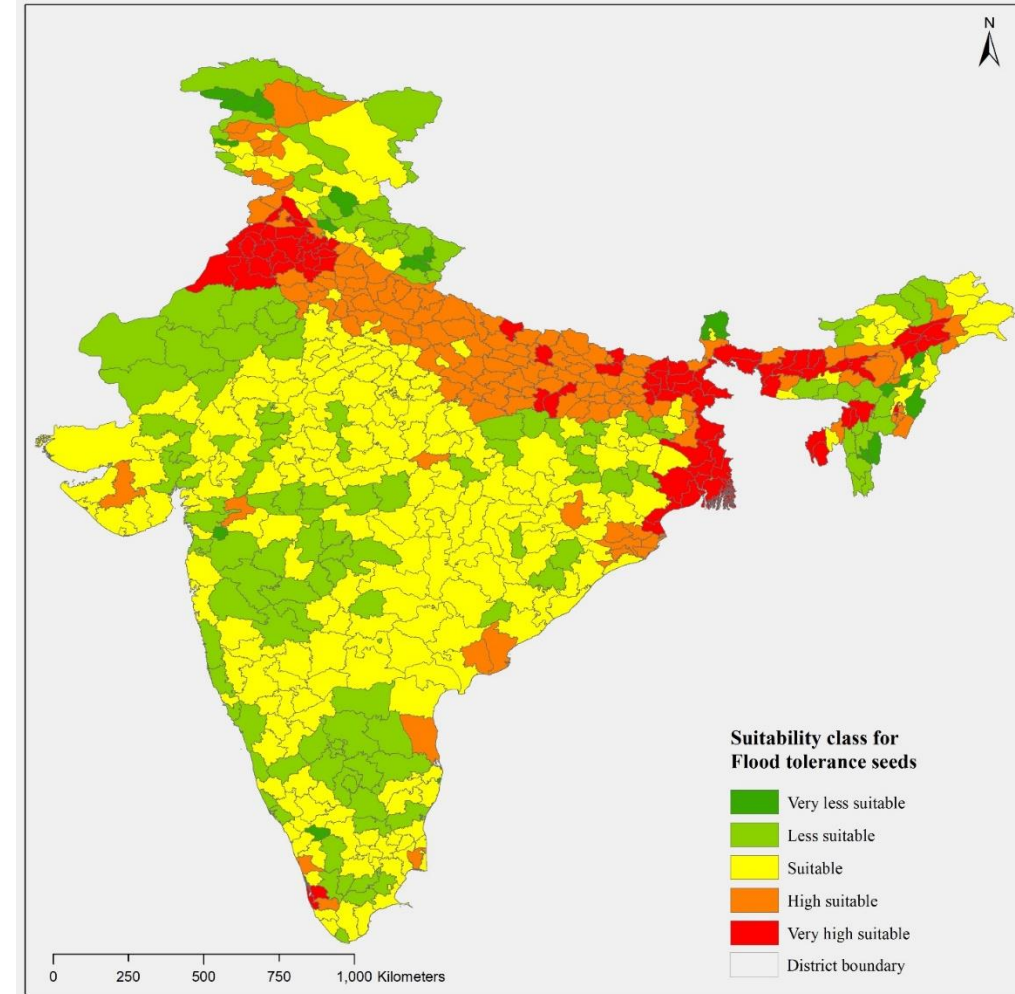 N
Suitability class for
Flood tolerance seeds
Very less suitable
Less suitable
Suitable
High suitable
Very high suitable
District boundary
0 250 500 750 1,000 Kilometers